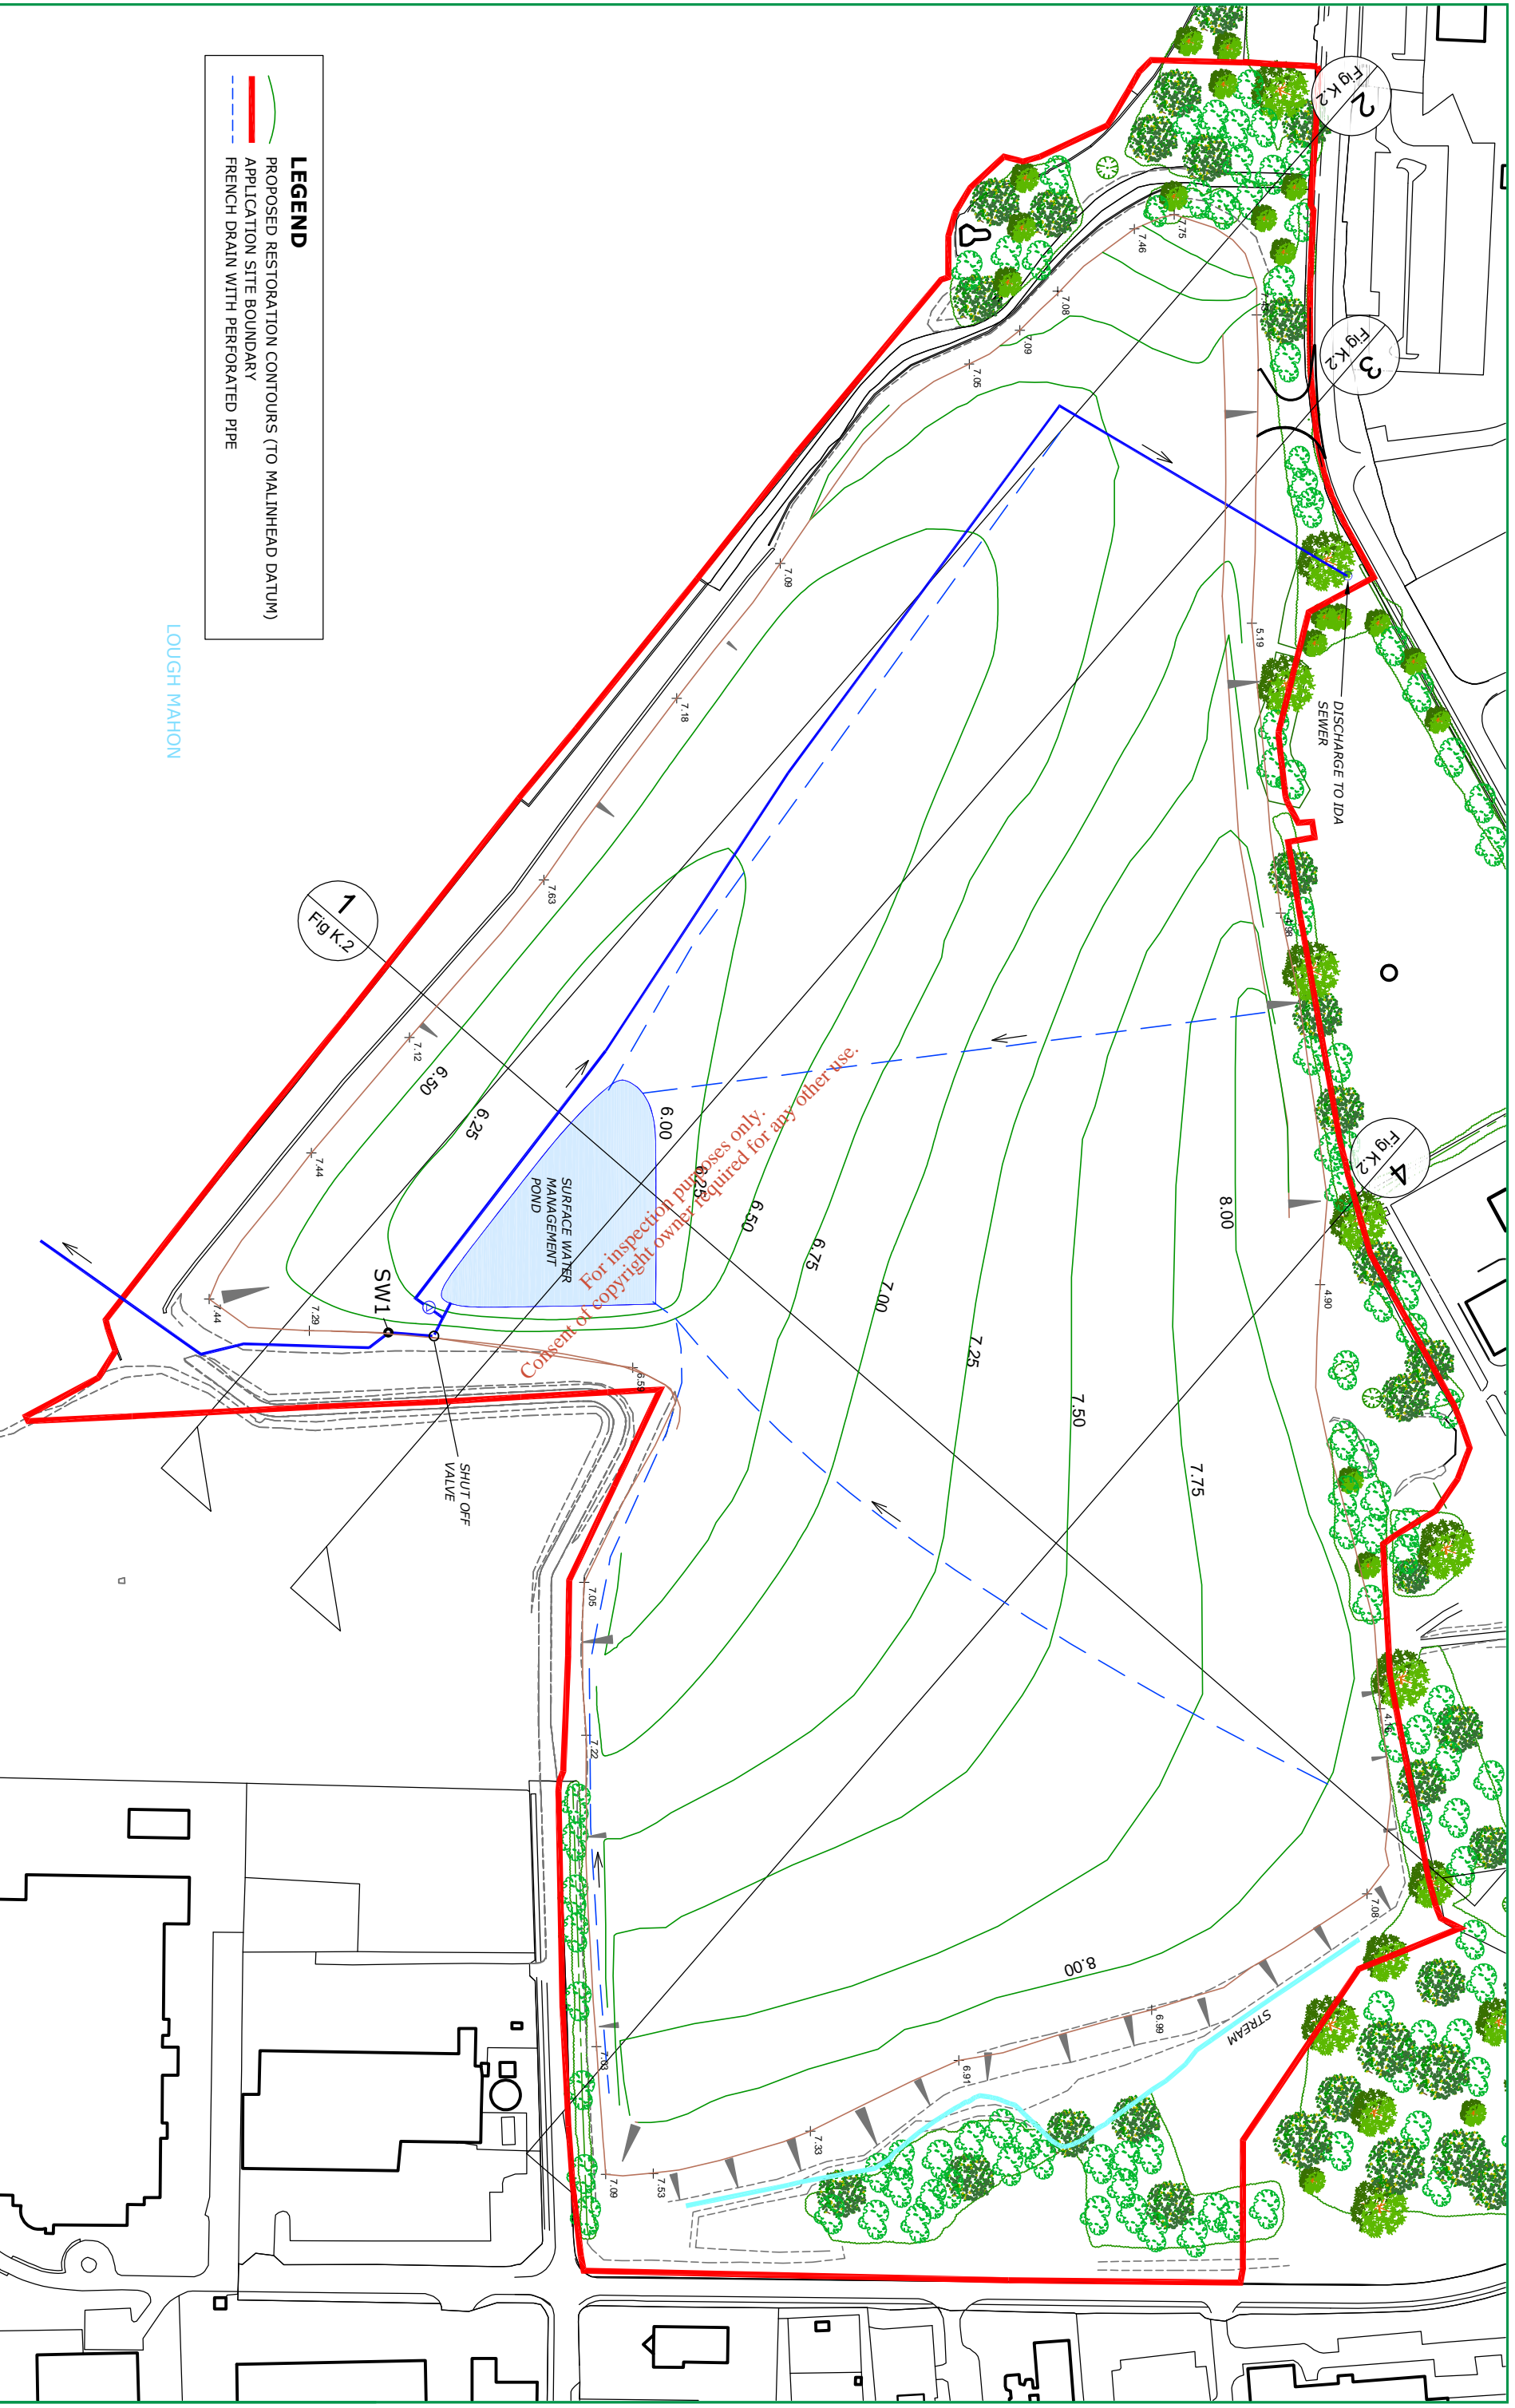 LEGEND
PROPOSED RESTORATION CONTOURS (TO MALINHEAD DATUM)
APPLICATION SITE BOUNDARY
FRENCH DRAIN WITH PERFORATED PIPE
LOUGH MAHON
2
Fig K.2
3
Fig K.2
4
Fig K.2
1
Fig K.2
DISCHARGE TO IDA
SEWER
SURFACE WATER
MANAGEMENT
POND
SHUT OFF
VALVE
SW1
STREAM
For inspection purposes only.
Consent of copyright owner required for any other use.
7.75
7.46
7.08
7.09
7.05
7.09
7.18
7.63
7.12
7.44
7.44
7.29
6.59
7.05
7.22
7.03
7.09
7.53
7.33
6.91
6.99
7.08
4.90
4.98
5.19
6.50
6.25
6.00
6.25
6.50
6.75
7.00
7.25
7.50
7.75
8.00
8.00